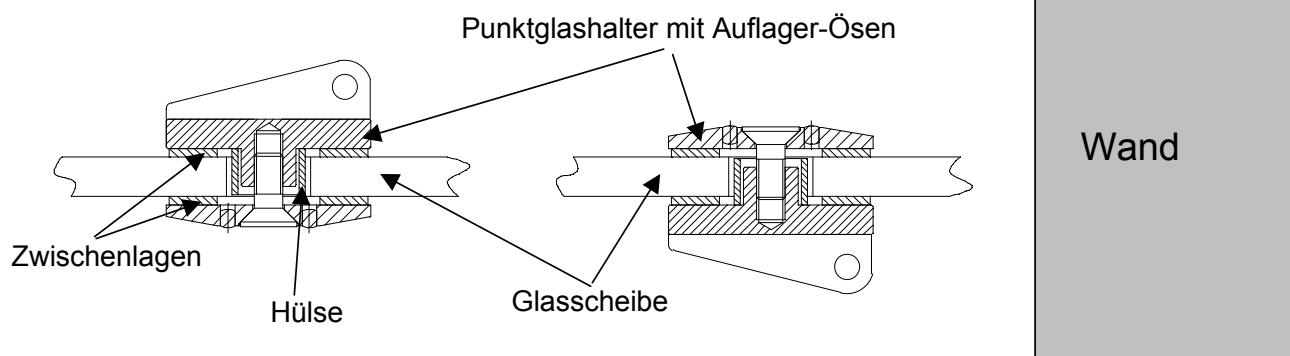 Punktglashalter mit Auflager-Ösen
Wand
Zwischenlagen
Glasscheibe
Hülse